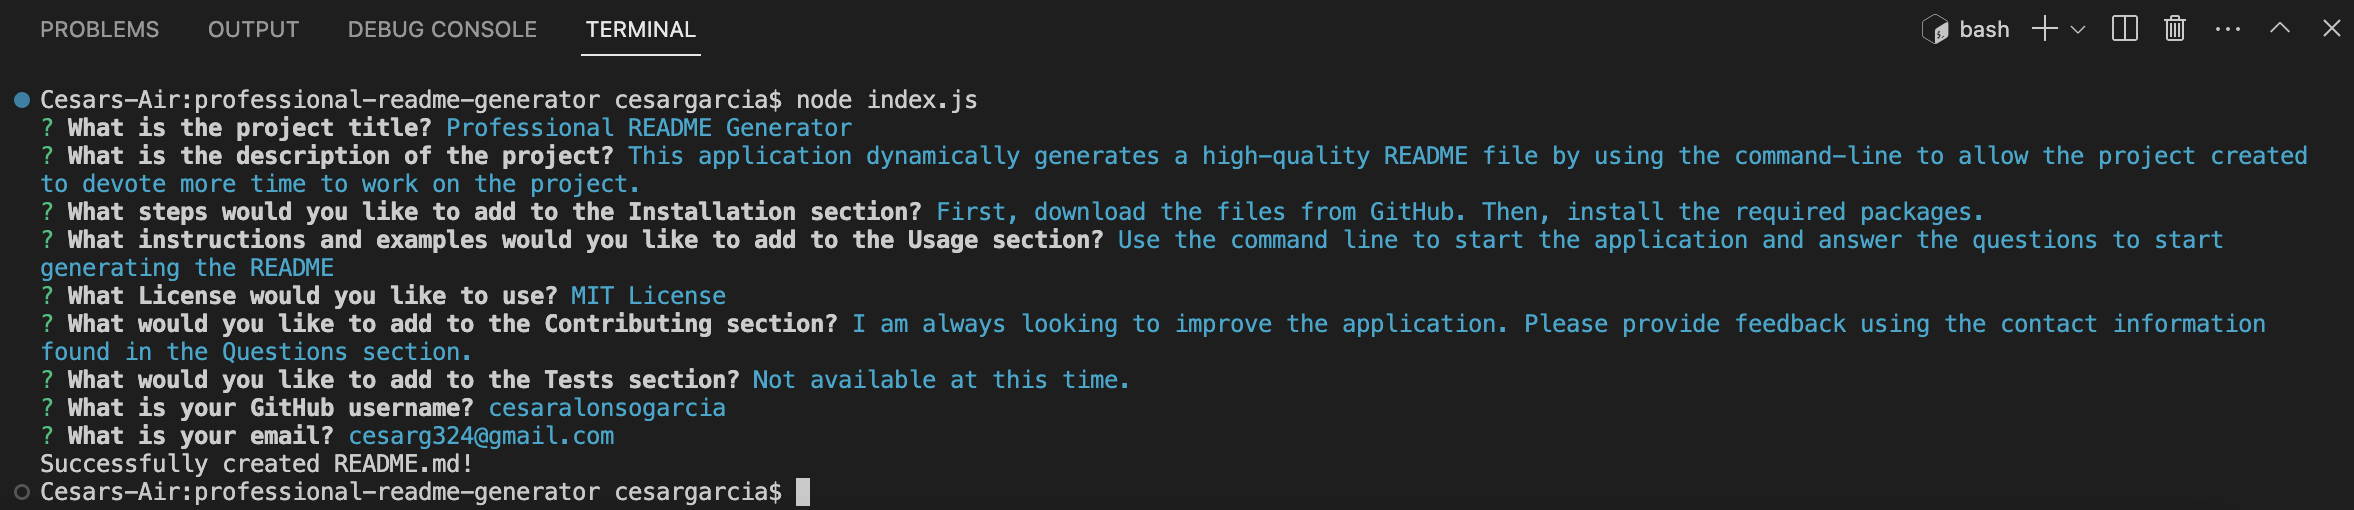 PROBLEMS OUTPUT DEBUG CONSOLE TERMINAL bash
Cesars-Air:professional-readme-generator cesargarcia$ node index.js
? What is the project title? Professional README Generator
? What is the description of the project? This application dynamically generates a high-quality README file by using the command-line to allow the project created
to devote more time to work on the project.
? What steps would you like to add to the Installation section? First, download the files from GitHub. Then, install the required packages.
? What instructions and examples would you like to add to the Usage section? Use the command line to start the application and answer the questions to start
generating the README
? What License would you like to use? MIT License
? What would you like to add to the Contributing section? I am always looking to improve the application. Please provide feedback using the contact information
found in the Questions section.
? What would you like to add to the Tests section? Not available at this time.
? What is your GitHub username? cesaralonsogarcia
? What is your email? cesarg324@gmail.com
Successfully created README.md!
Cesars-Air:professional-readme-generator cesargarcia$